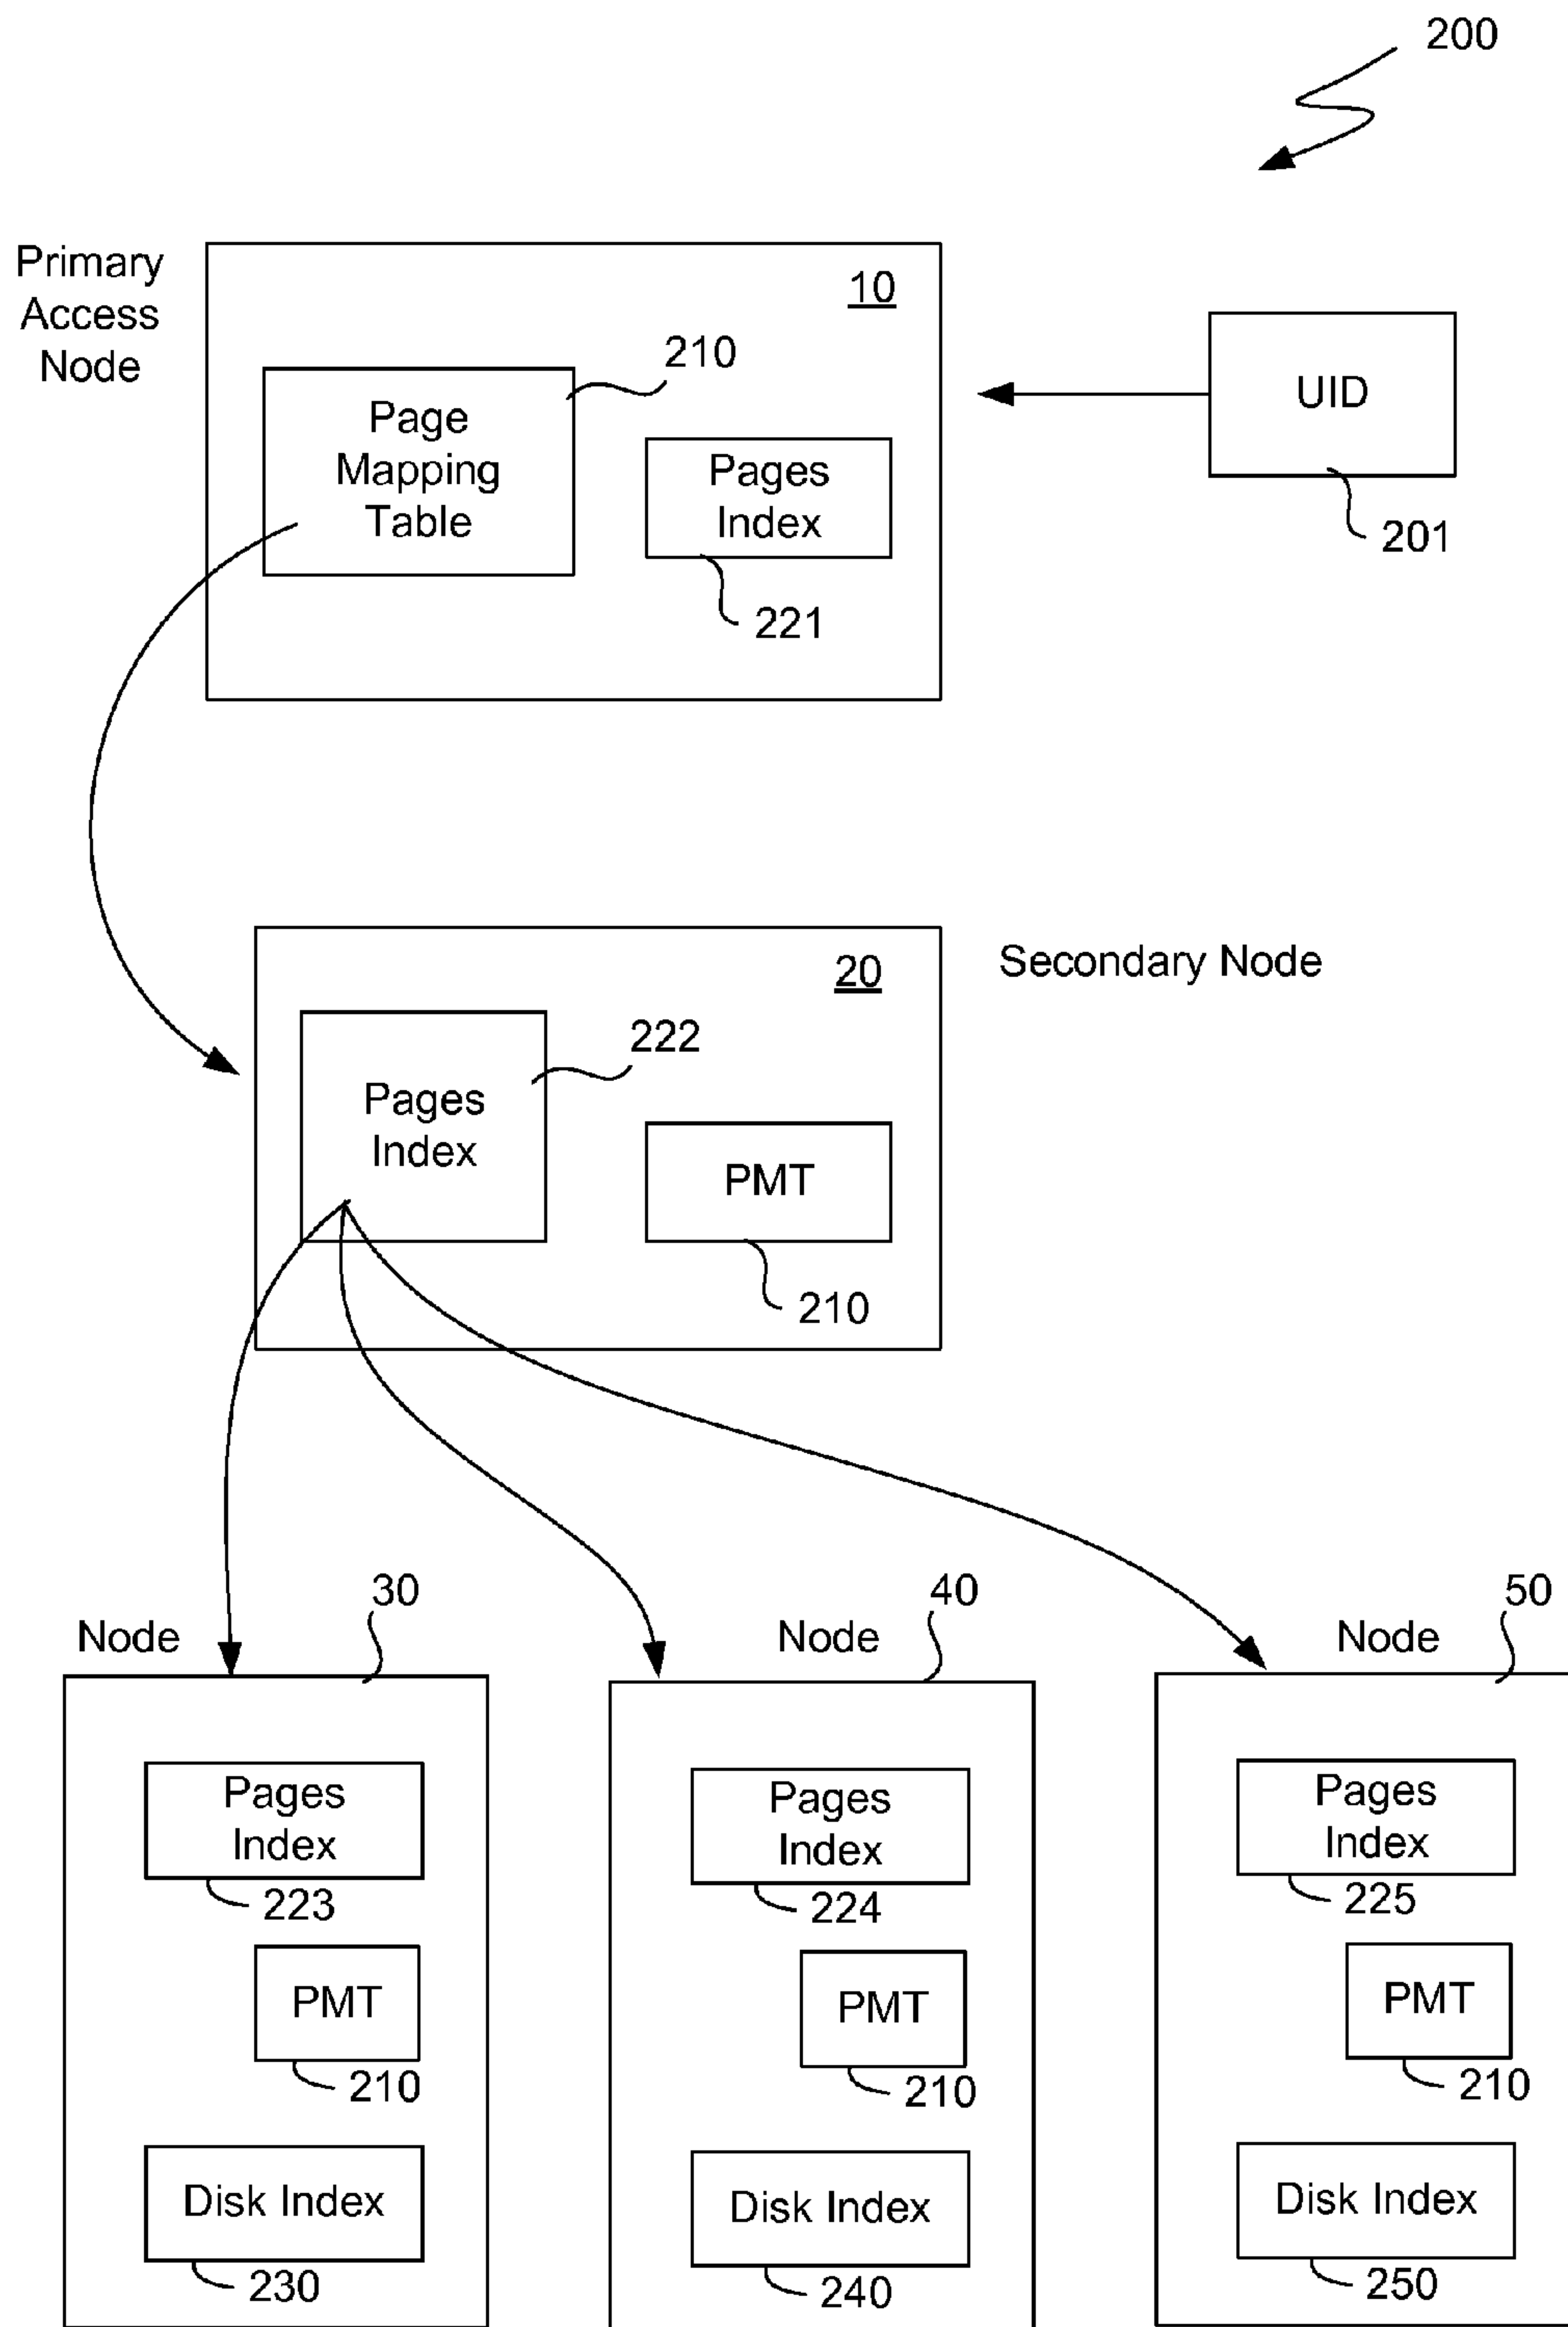 200
Primary
Access
Node
10
210
Page
Mapping
Table
Pages
Index
221
UID
201
20
Secondary Node
222
Pages
Index
PMT
210
30
Node
40
Node
50
Node
Pages
Index
223
PMT
210
Disk Index
230
Pages
Index
224
PMT
210
Disk Index
240
Pages
Index
225
PMT
210
Disk Index
250